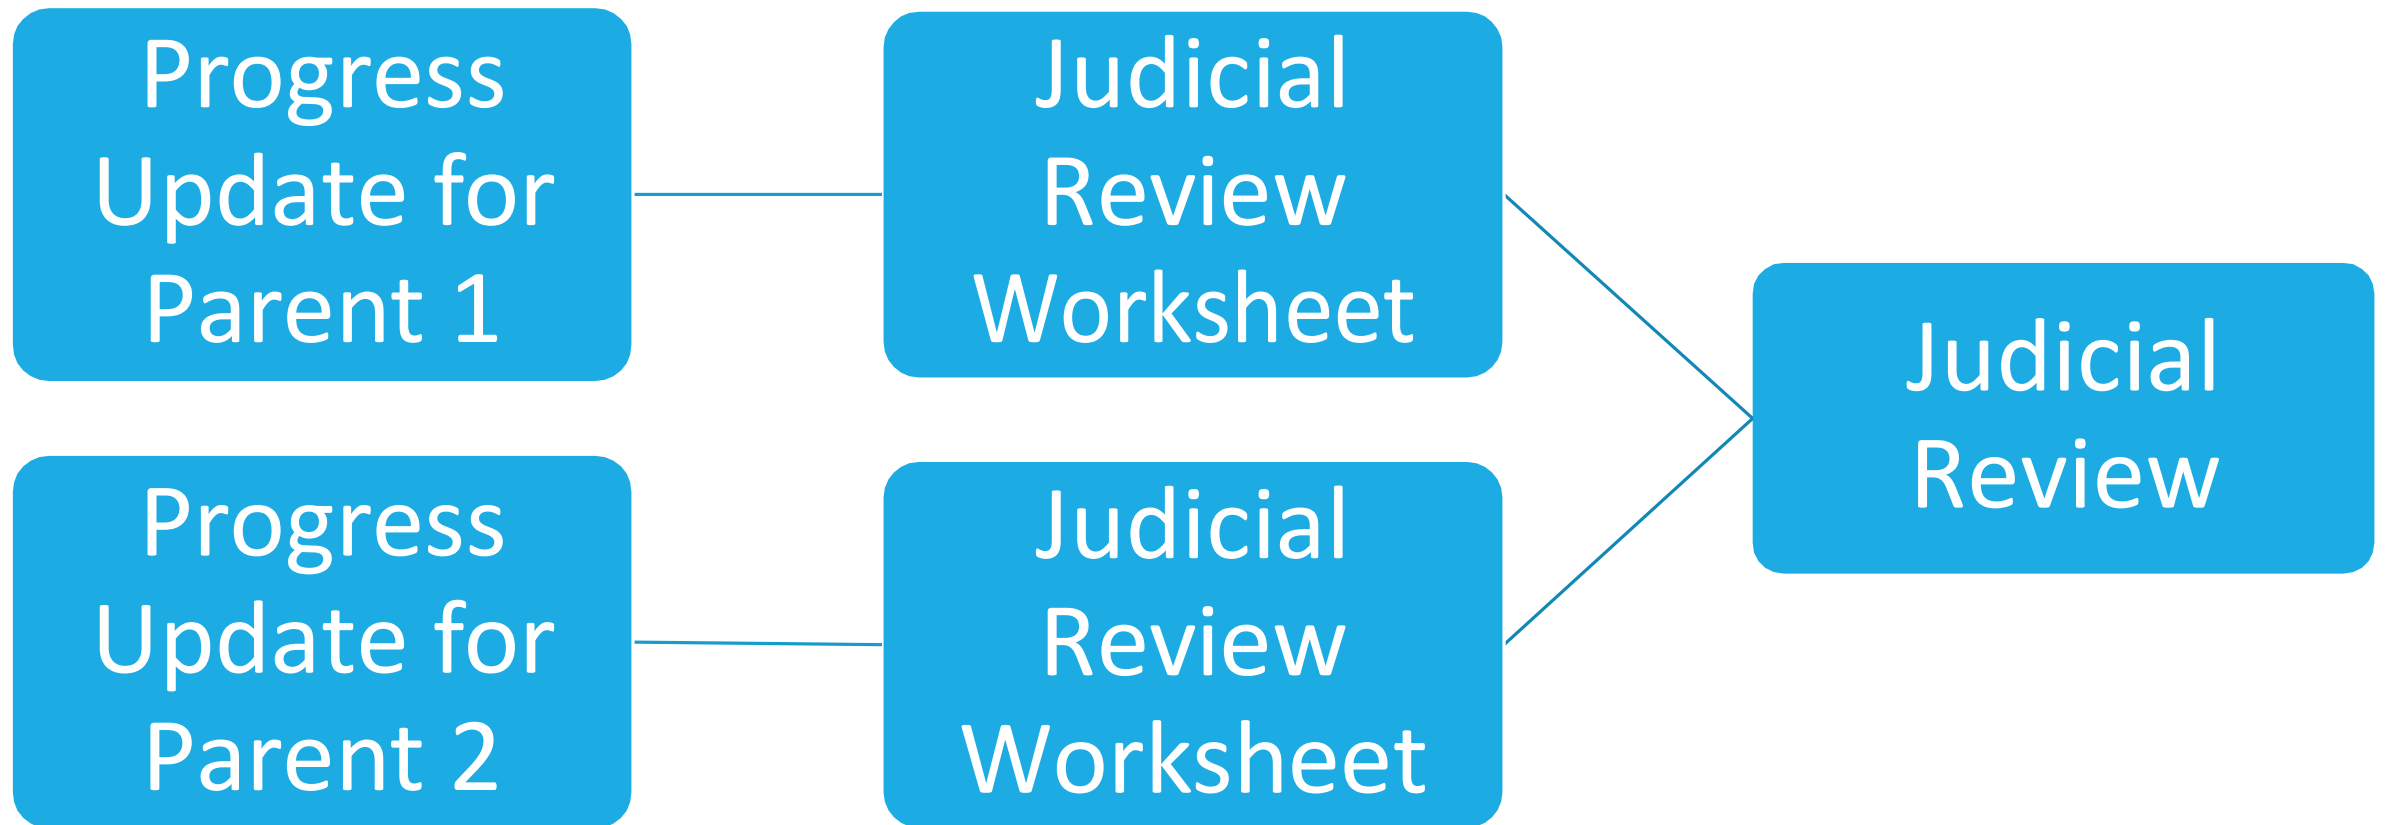 Progress
Update for
Parent 1
Judicial
Review
Worksheet
Judicial
Review
Progress
Update for
Parent 2
Judicial
Review
Worksheet